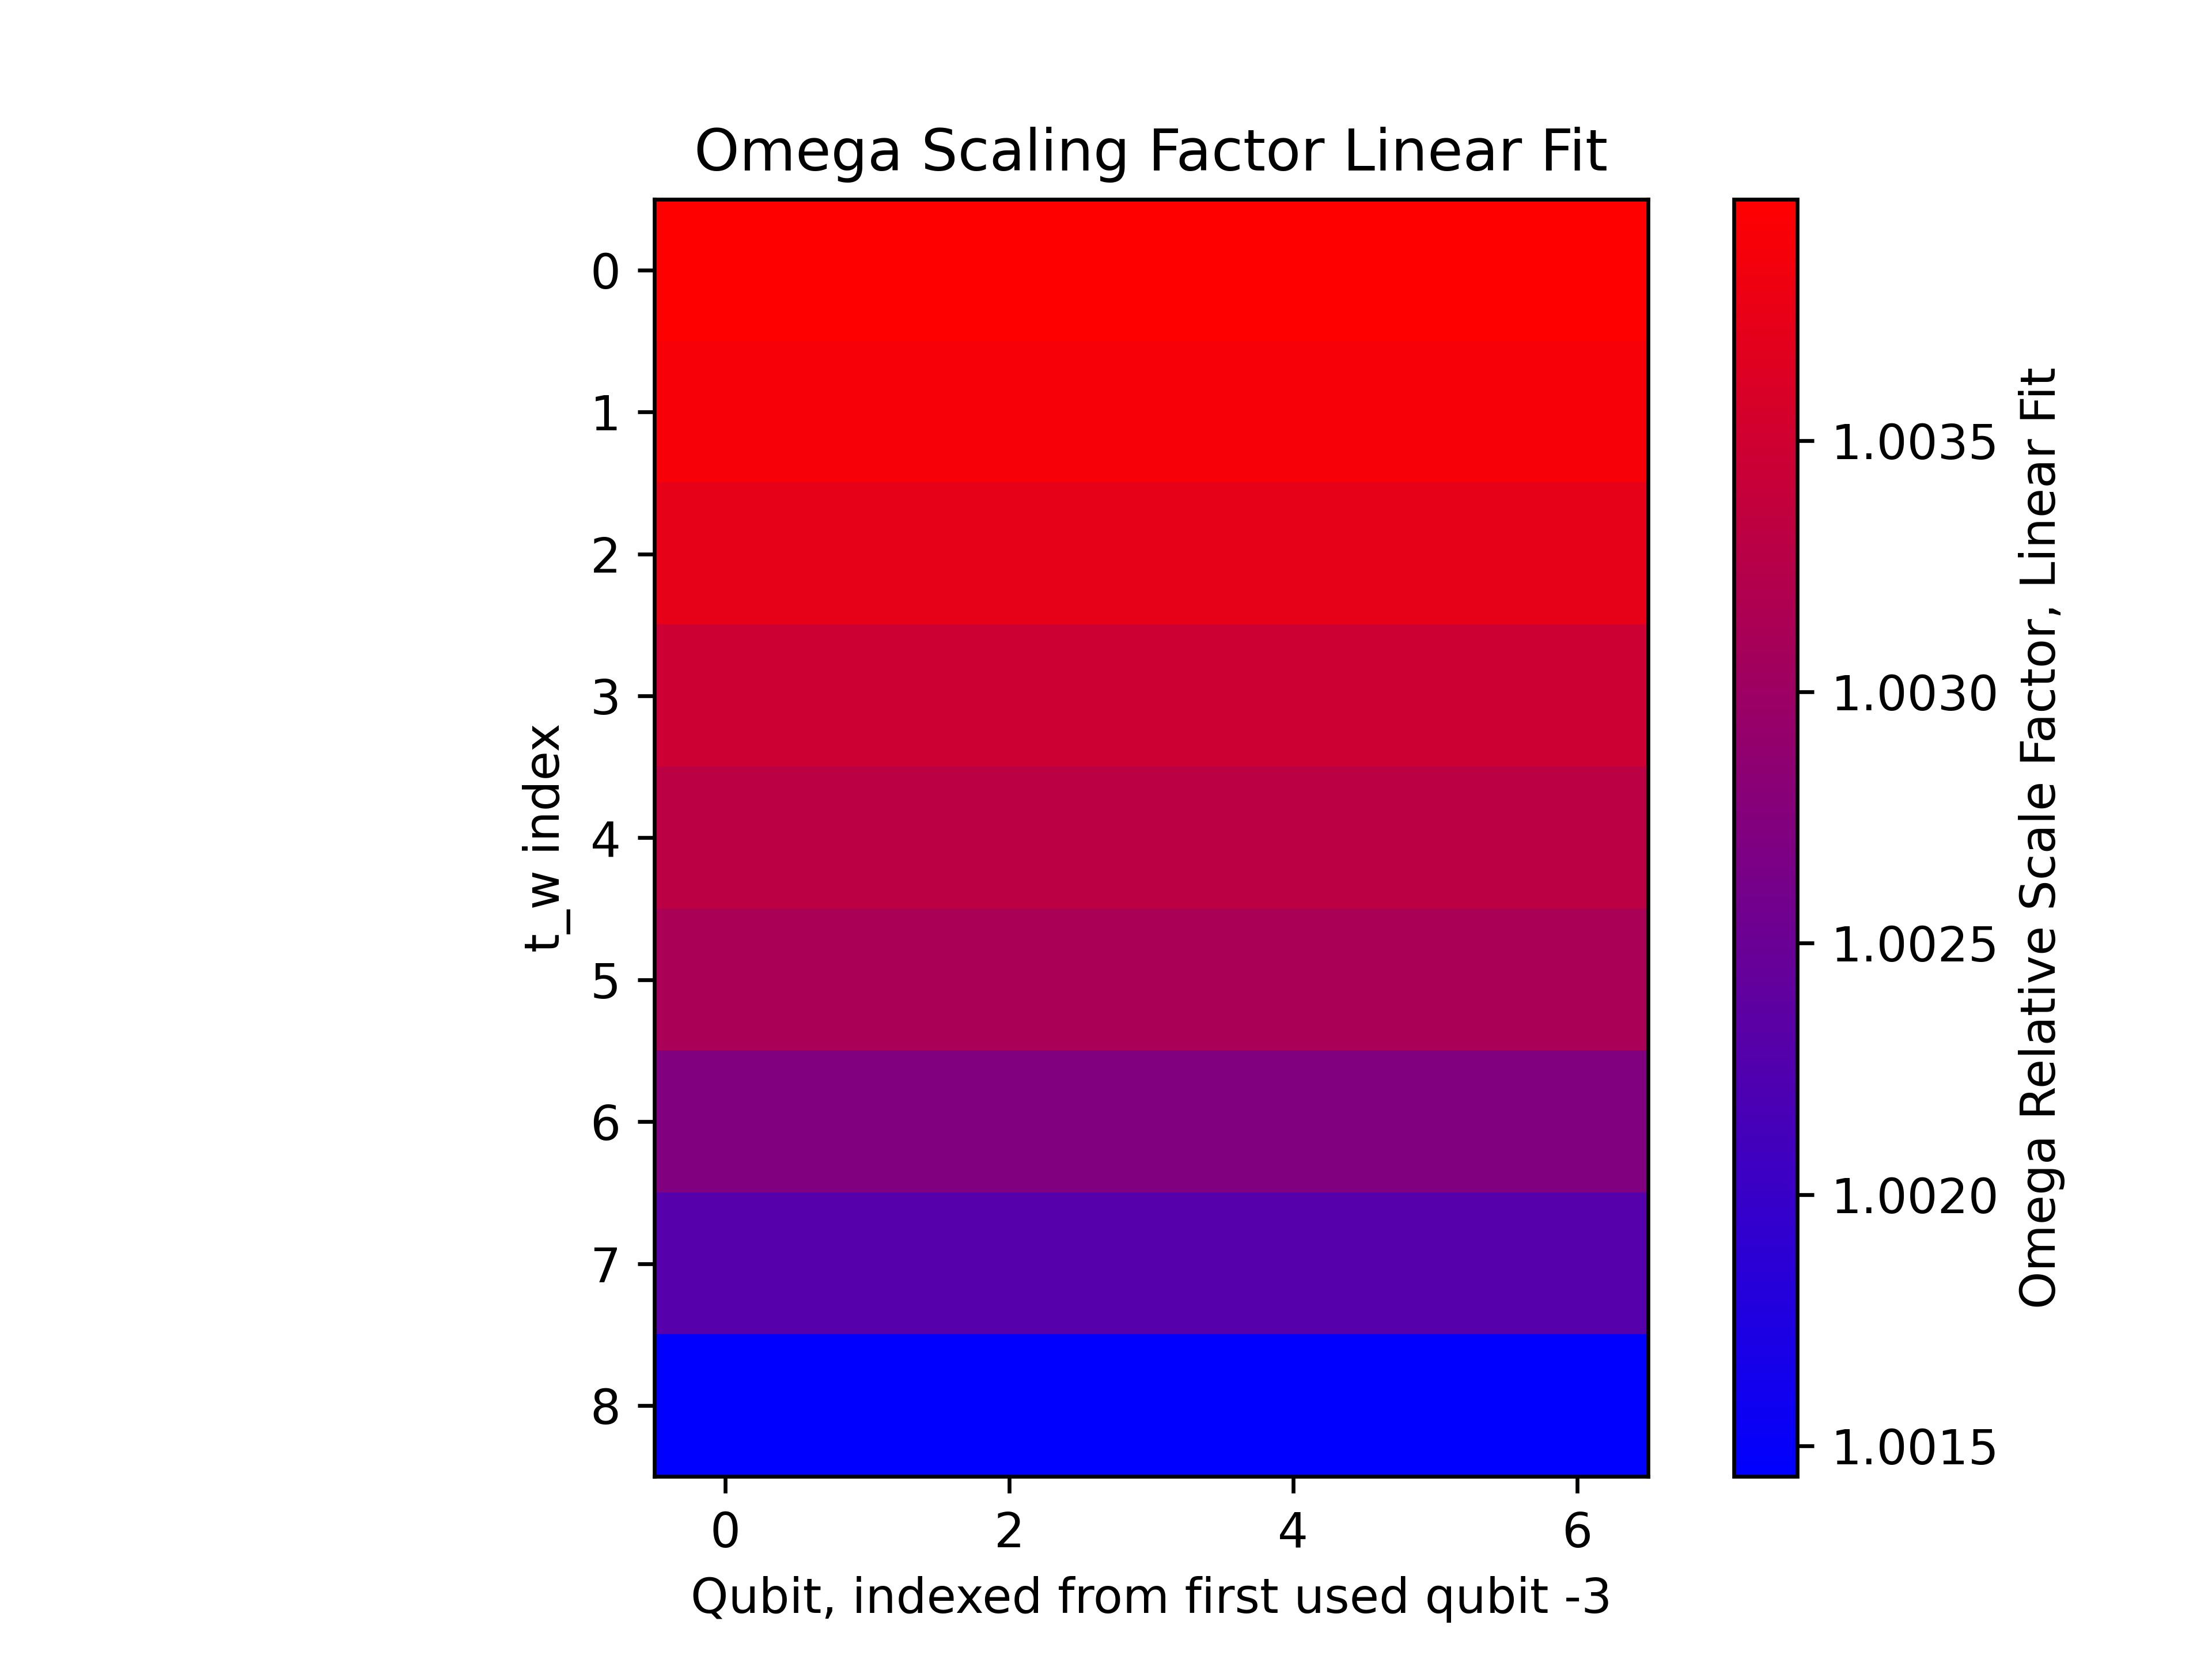 Omega Scaling Factor Linear Fit
t_w index
0
1
2
3
4
5
6
7
8
0 2 4 6
Qubit, indexed from first used qubit -3
1.0035
1.0030
1.0025
1.0020
1.0015
Omega Relative Scale Factor, Linear Fit